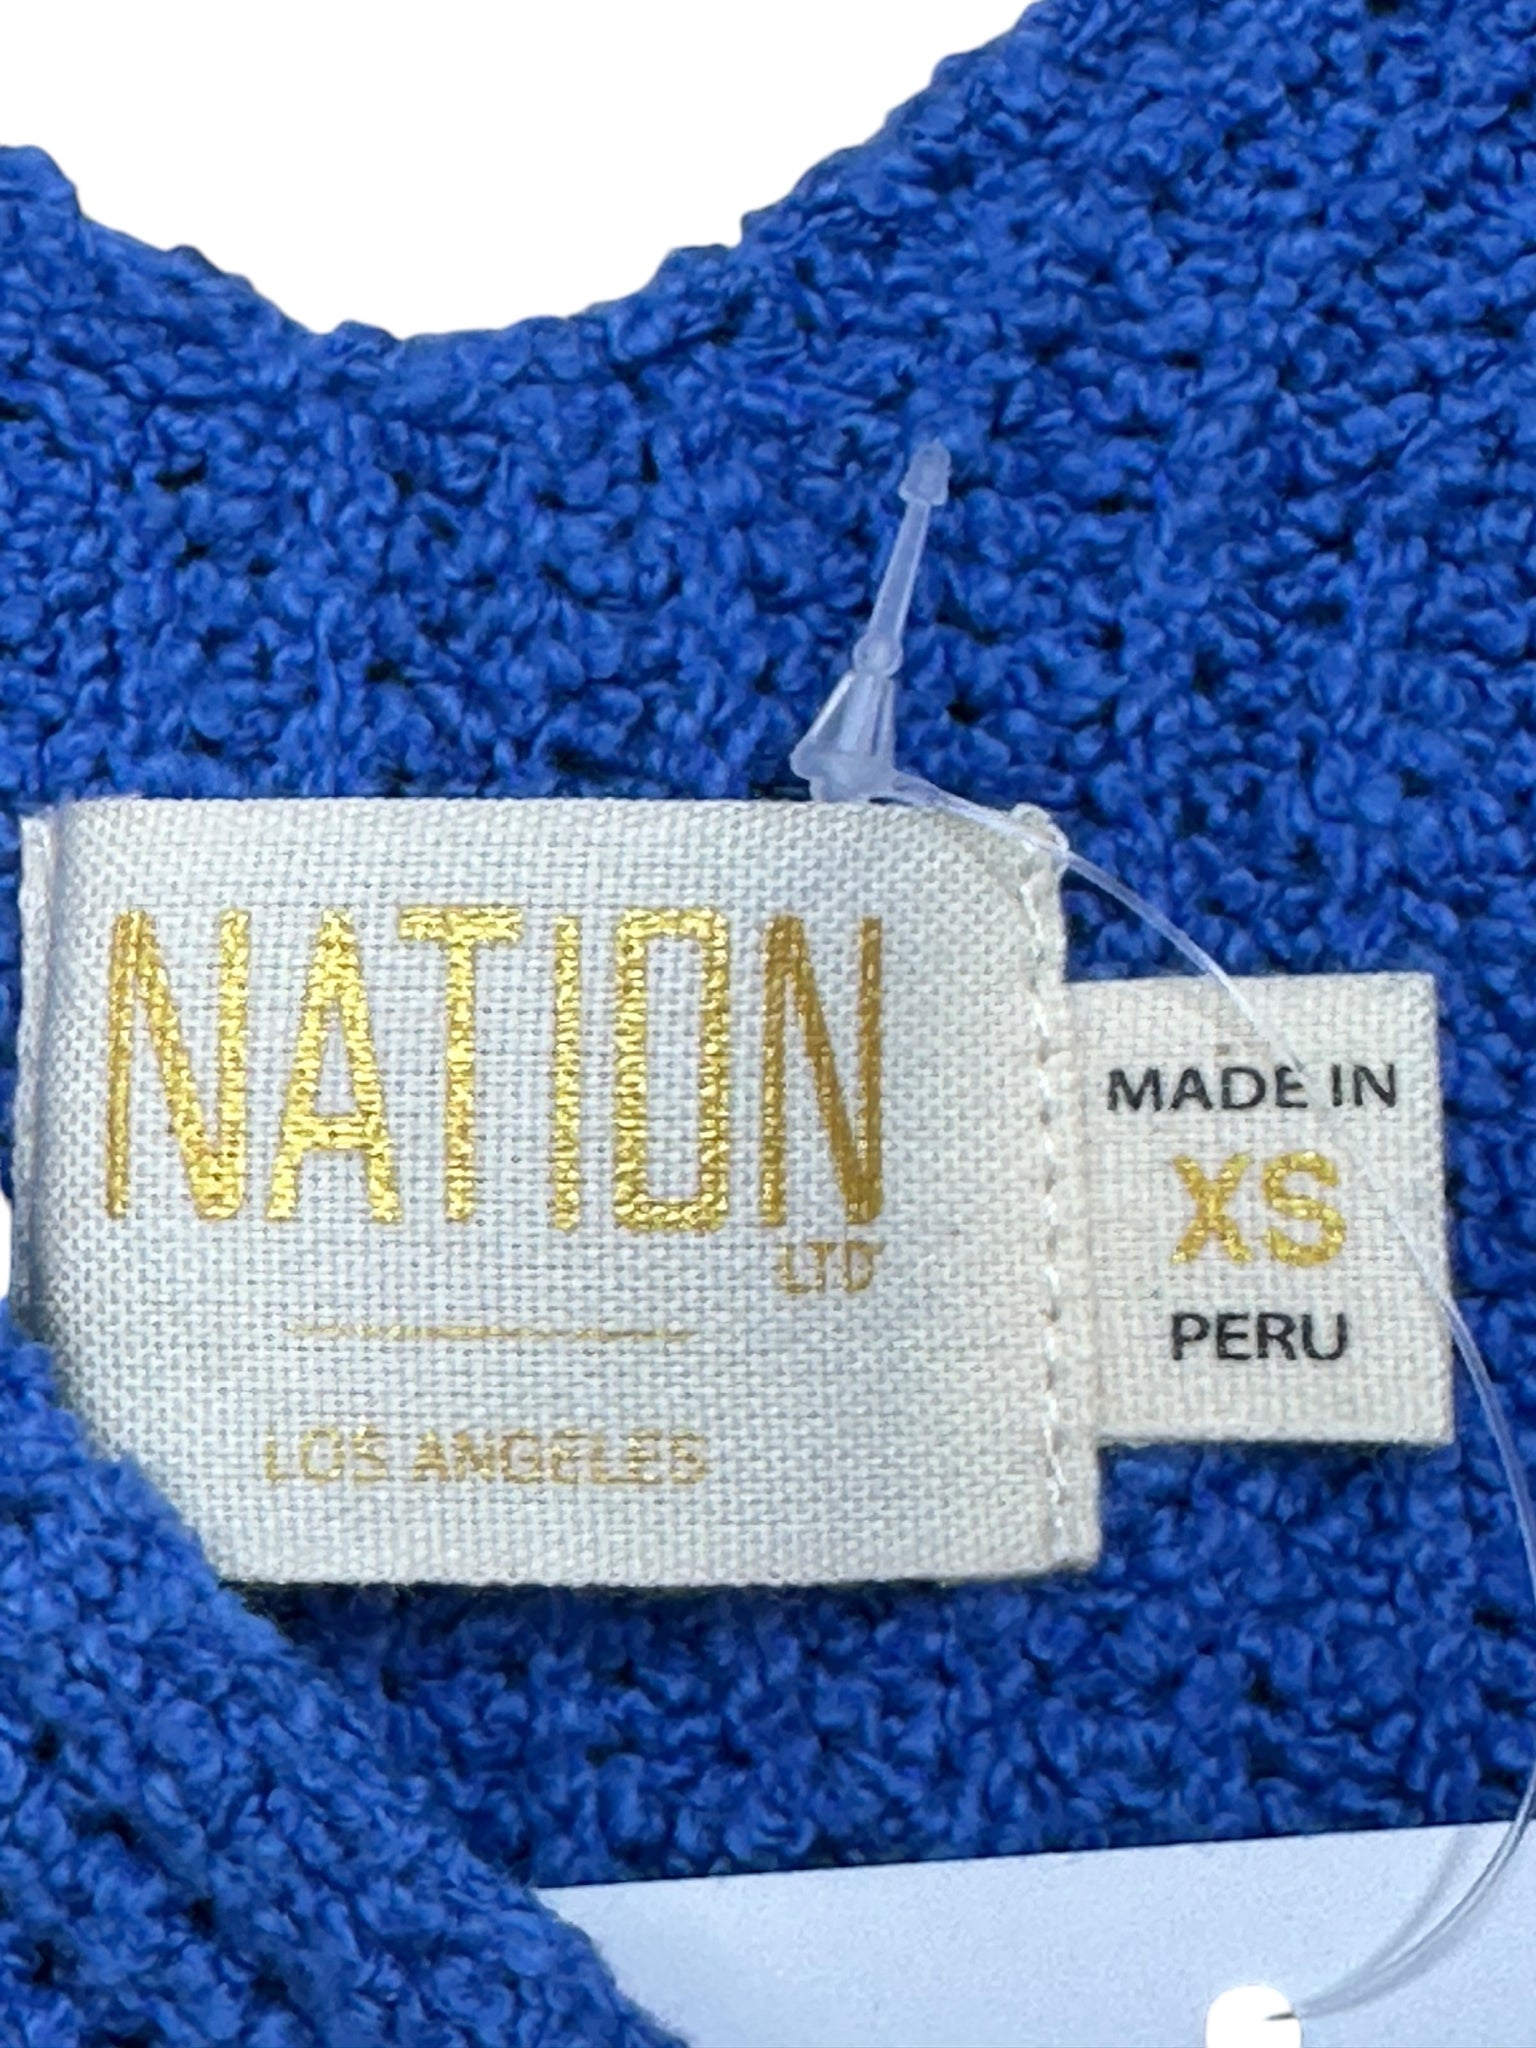 NATION
LTD
LOS ANGELES
MADE IN
XS
PERU